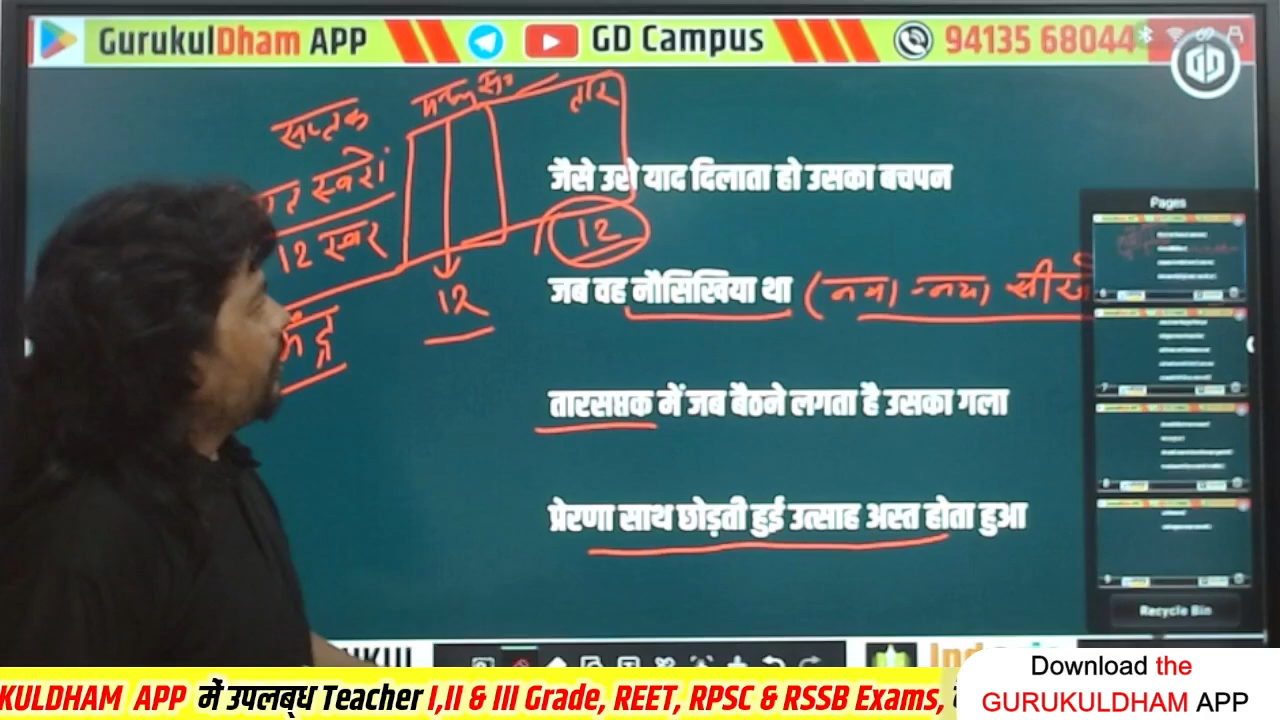 GurukulDham APP GD Campus 94135 68044
GD
सप्तक
स्वरों
12 स्वर
मंद्र
तार
12
12
जैसे उसे याद दिलाता हो उसका बचपन
जब वह नौसिखिया था (नया-नया सीख
तारसप्तक में जब बैठने लगता है उसका गला
प्रेरणा साथ छोड़ती हुई उत्साह अस्त होता हुआ
Pages
Recycle Bin
KULDHAM APP में उपलब्ध Teacher I,II & III Grade, REET, RPSC & RSSB Exams,
Download the
GURUKULDHAM APP